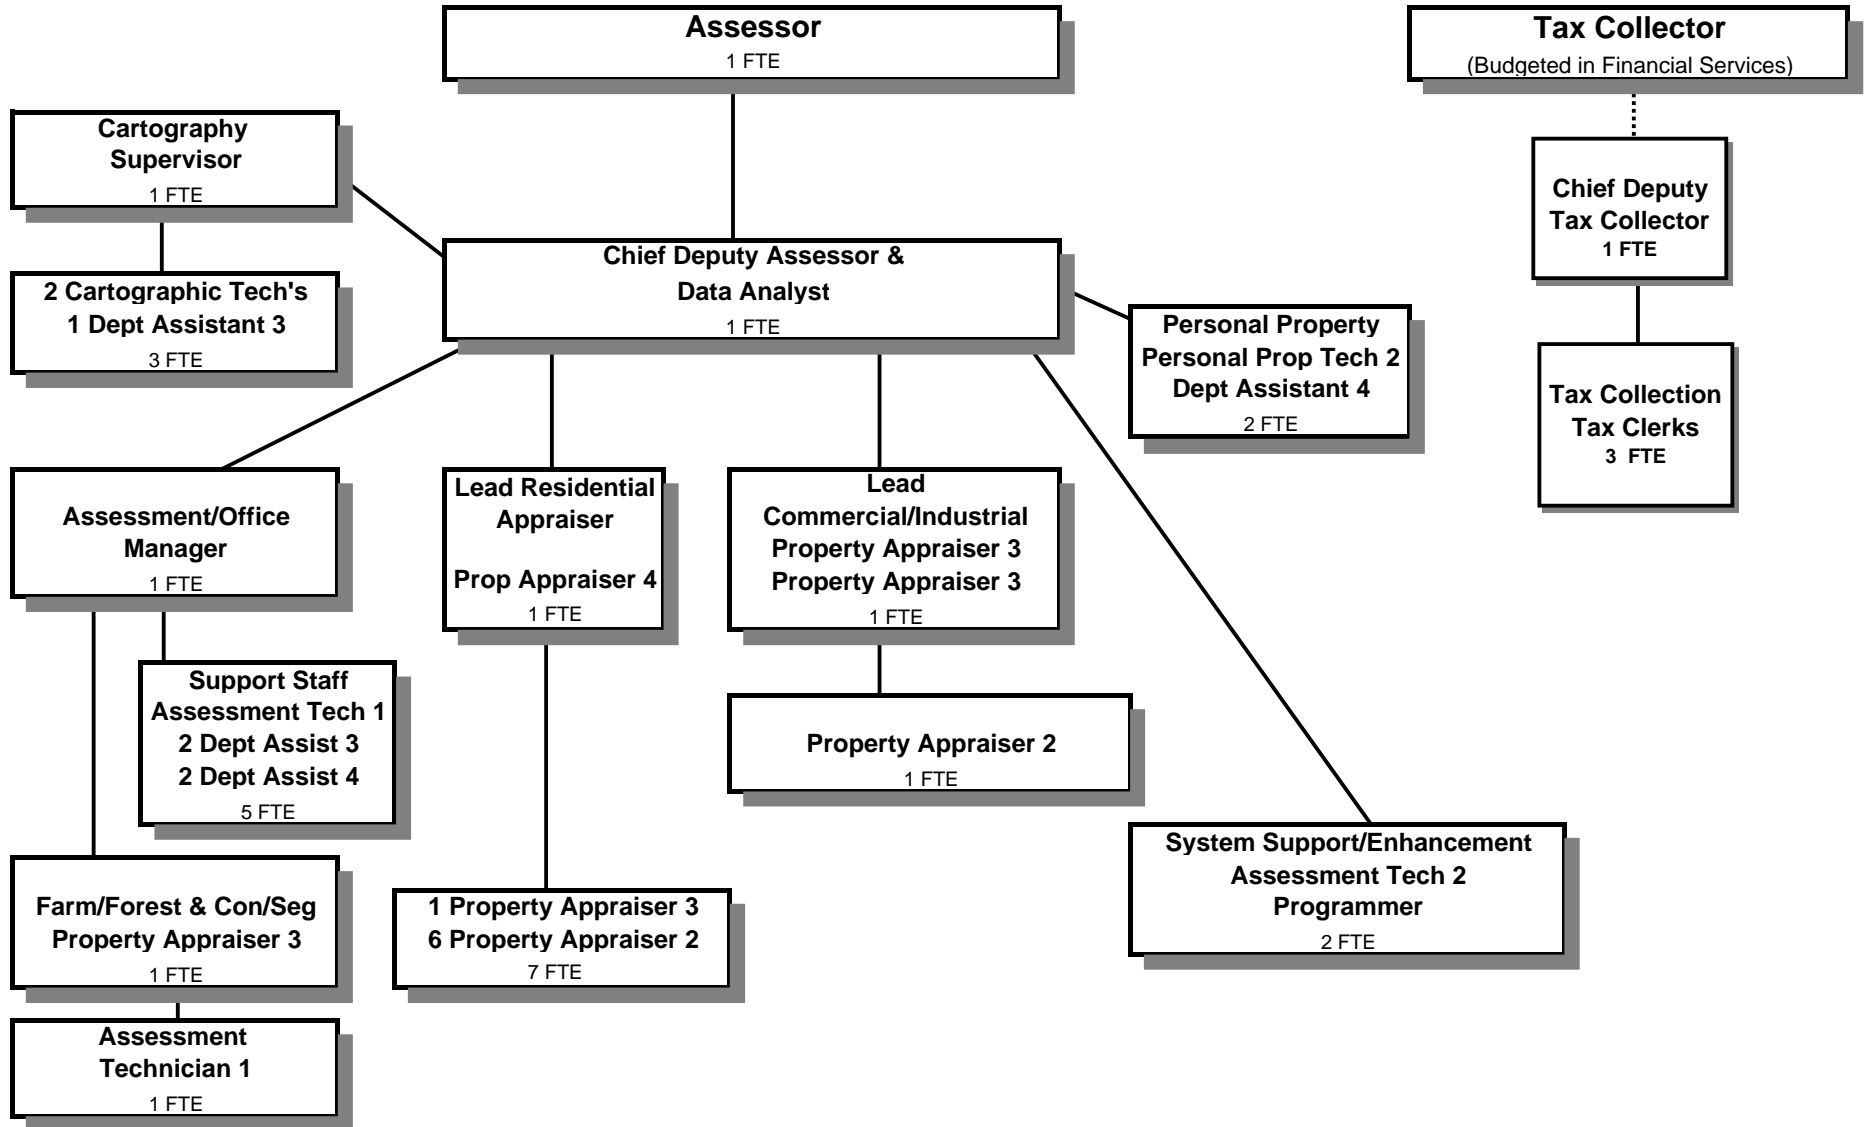 Assessor
1 FTE
Tax Collector
(Budgeted in Financial Services)
Cartography
Supervisor
1 FTE
Chief Deputy
Tax Collector
1 FTE
Chief Deputy Assessor &
Data Analyst
1 FTE
2 Cartographic Tech's
1 Dept Assistant 3
3 FTE
Personal Property
Personal Prop Tech 2
Dept Assistant 4
2 FTE
Tax Collection
Tax Clerks
3 FTE
Assessment/Office
Manager
1 FTE
Lead Residential
Appraiser
Prop Appraiser 4
1 FTE
Lead
Commercial/Industrial
Property Appraiser 3
Property Appraiser 3
1 FTE
Support Staff
Assessment Tech 1
2 Dept Assist 3
2 Dept Assist 4
5 FTE
Property Appraiser 2
1 FTE
System Support/Enhancement
Assessment Tech 2
Programmer
2 FTE
Farm/Forest & Con/Seg
Property Appraiser 3
1 FTE
1 Property Appraiser 3
6 Property Appraiser 2
7 FTE
Assessment
Technician 1
1 FTE